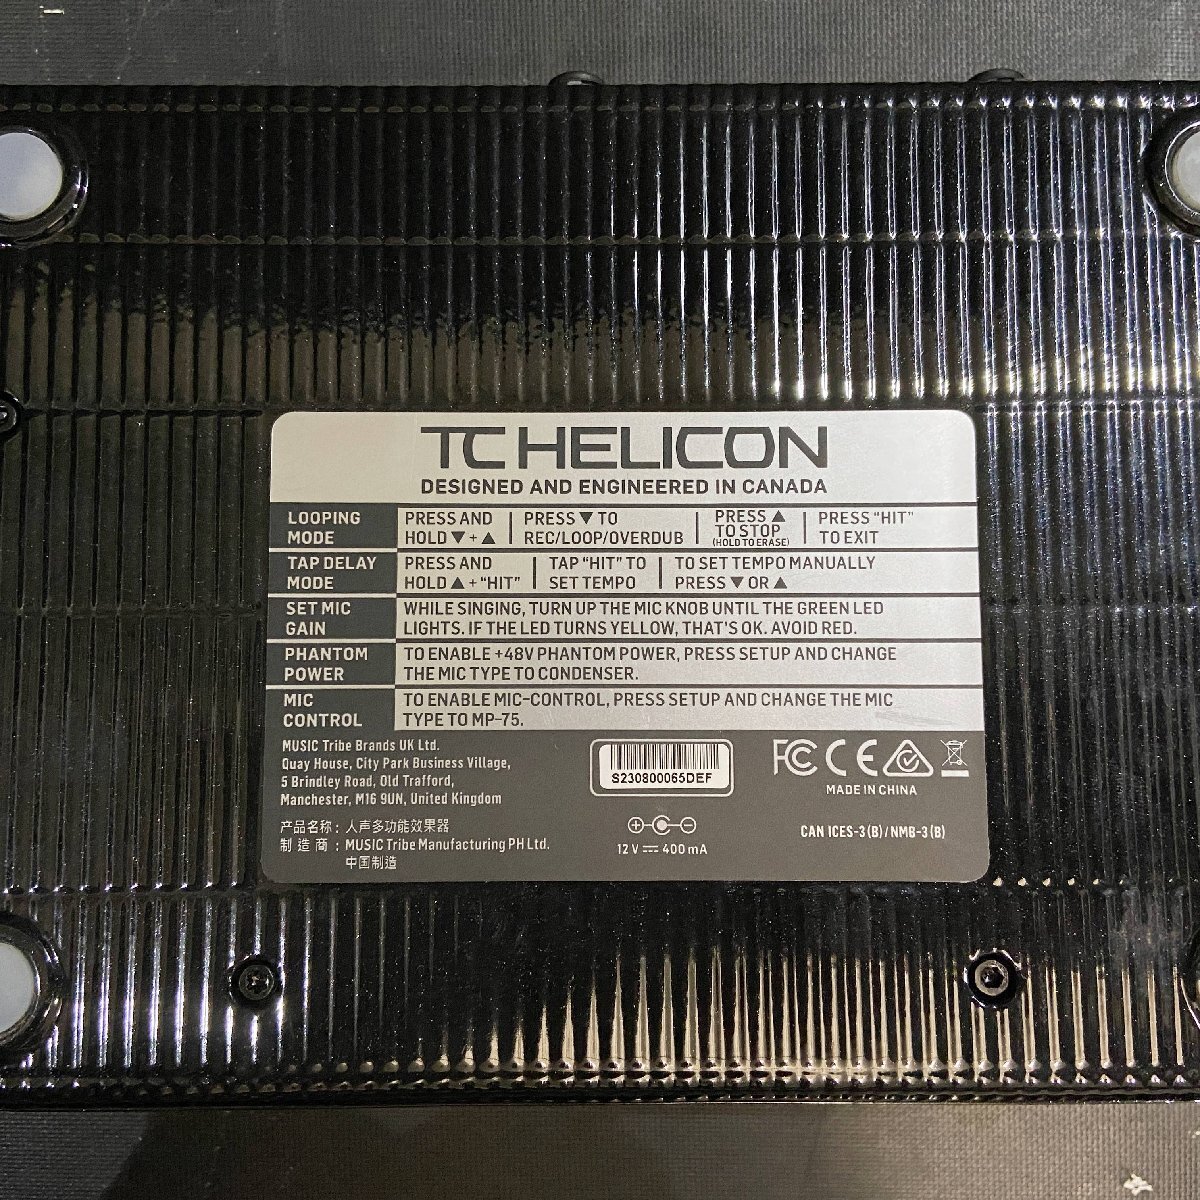 TC HELICON
DESIGNED AND ENGINEERED IN CANADA
LOOPING MODE
PRESS AND HOLD ▼ + ▲
PRESS ▼ TO REC/LOOP/OVERDUB
PRESS ▲ TO STOP (HOLD TO ERASE)
PRESS “HIT” TO EXIT
TAP DELAY MODE
PRESS AND HOLD ▲ + “HIT”
TAP “HIT” TO SET TEMPO
TO SET TEMPO MANUALLY PRESS ▼ OR ▲
SET MIC GAIN
WHILE SINGING, TURN UP THE MIC KNOB UNTIL THE GREEN LED
LIGHTS. IF THE LED TURNS YELLOW, THAT’S OK. AVOID RED.
PHANTOM POWER
TO ENABLE +48V PHANTOM POWER, PRESS SETUP AND CHANGE
THE MIC TYPE TO CONDENSER.
MIC CONTROL
TO ENABLE MIC-CONTROL, PRESS SETUP AND CHANGE THE MIC
TYPE TO MP-75.
MUSIC Tribe Brands UK Ltd.
Quay House, City Park Business Village,
5 Brindley Road, Old Trafford,
Manchester, M16 9UN, United Kingdom
产品名称：人声多功能效果器
制造商：MUSIC Tribe Manufacturing PH Ltd.
中国制造
S230800065DEF
12 V ⎓ 400 mA
FC CE
MADE IN CHINA
CAN ICES-3 (B) / NMB-3 (B)